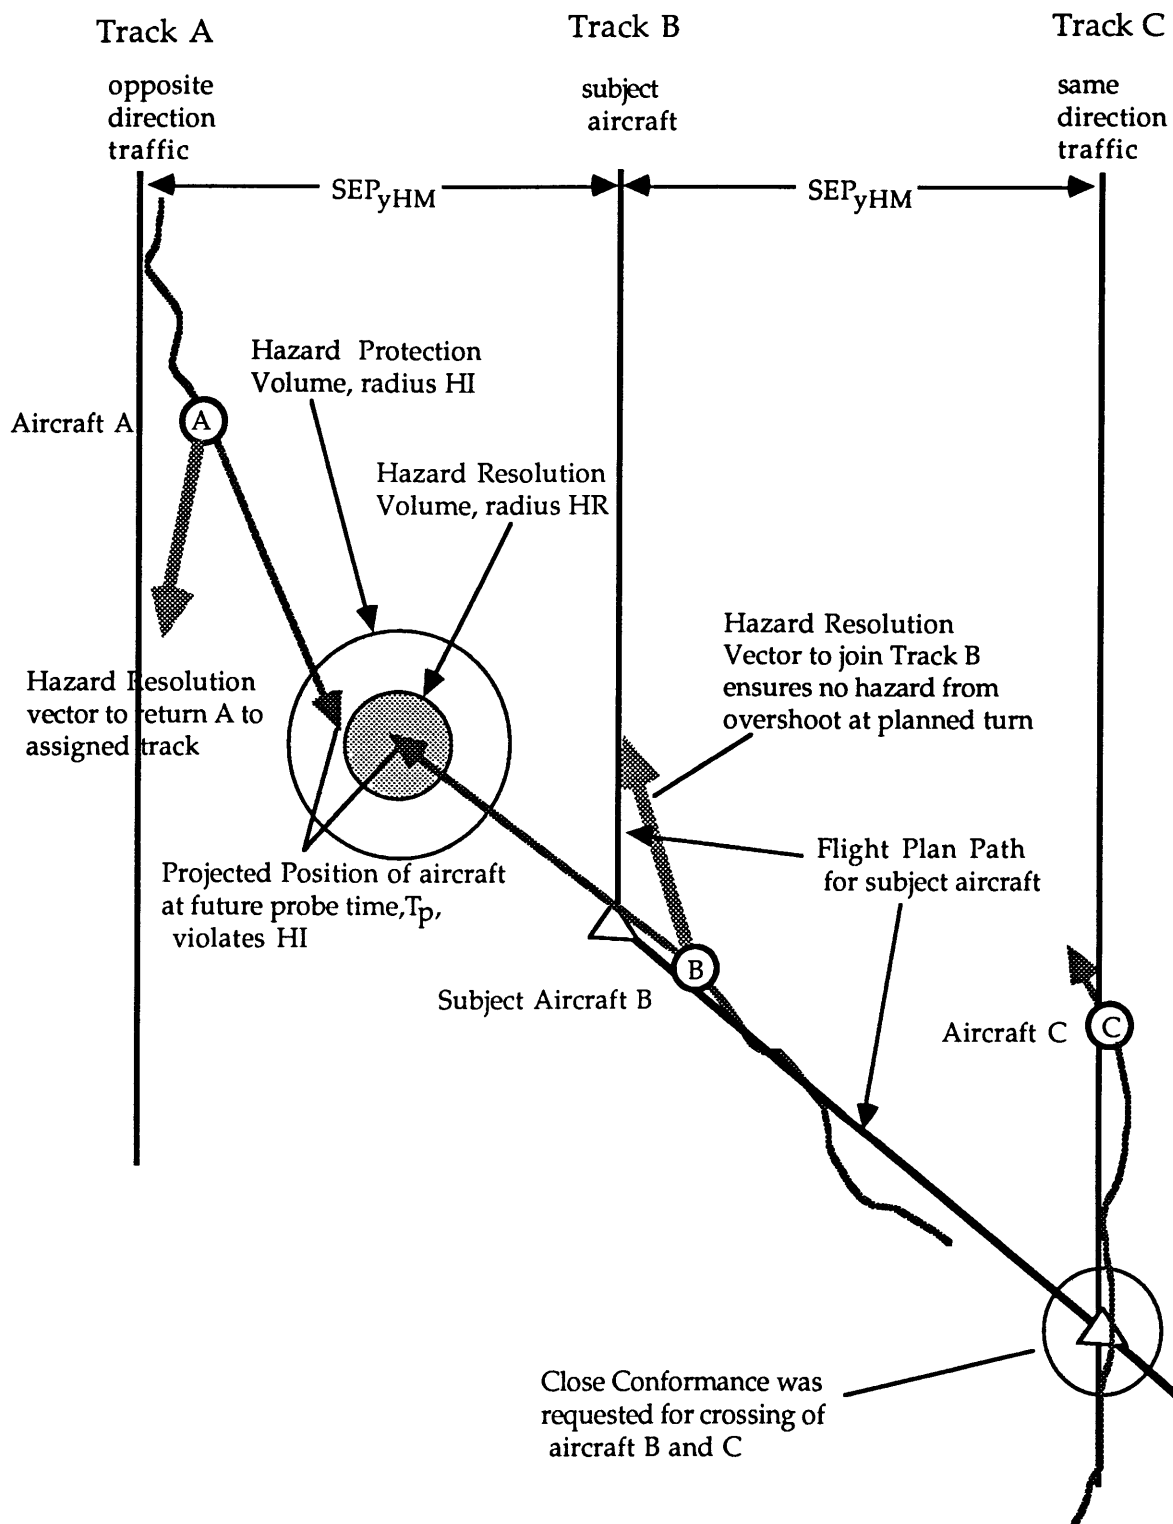 Track A
Track B
Track C
opposite
direction
traffic
subject
aircraft
same
direction
traffic
SEPyHM
SEPyHM
Hazard Protection
Volume, radius HI
Aircraft A
A
Hazard Resolution
Volume, radius HR
Hazard Resolution
Vector to join Track B
ensures no hazard from
overshoot at planned turn
Hazard Resolution
vector to return A to
assigned track
Flight Plan Path
for subject aircraft
Projected Position of aircraft
at future probe time,Tp,
violates HI
B
Subject Aircraft B
Aircraft C
C
Close Conformance was
requested for crossing of
aircraft B and C